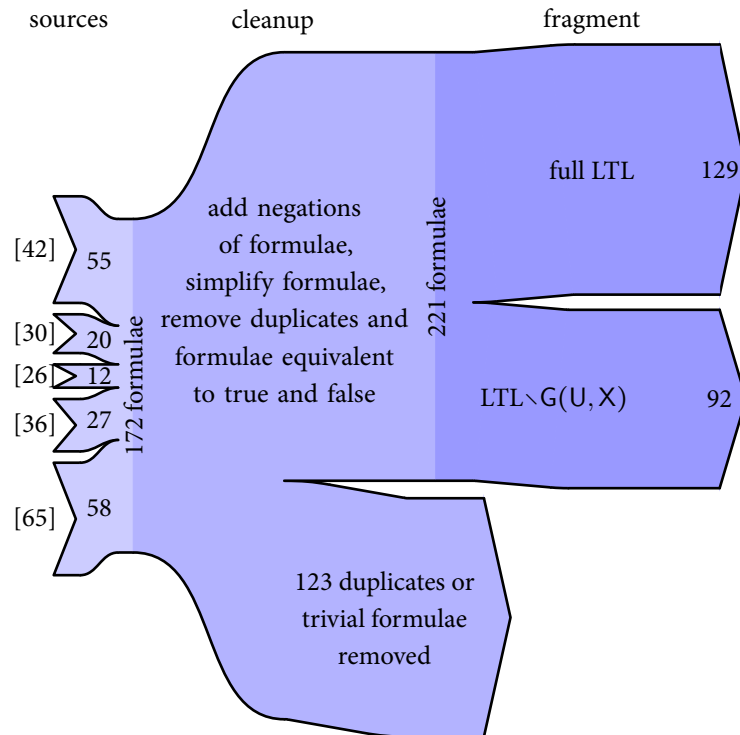 sources cleanup fragment
[42]
55
[30]
20
[26]
12
[36]
27
[65]
58
172 formulae
add negations
of formulae,
simplify formulae,
remove duplicates and
formulae equivalent
to true and false
221 formulae
full LTL 129
LTL∖G(U, X) 92
123 duplicates or
trivial formulae
removed